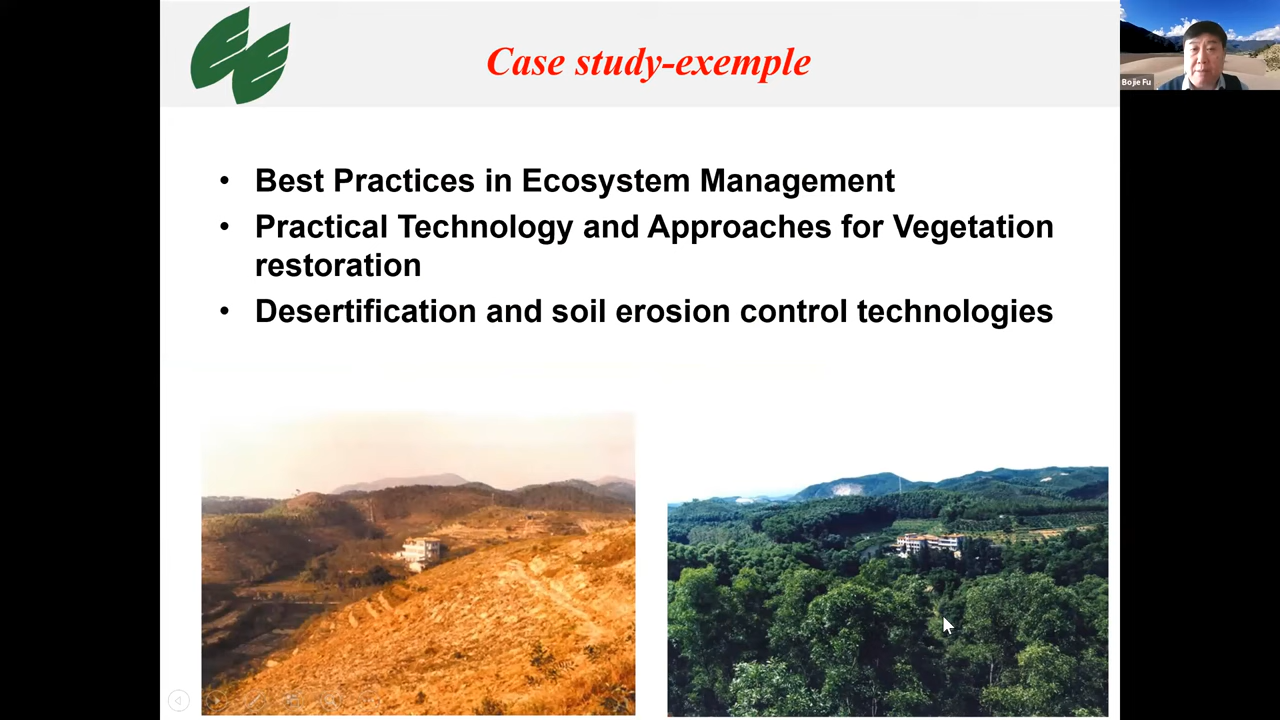 Case study-exemple
Bojie Fu
• Best Practices in Ecosystem Management
• Practical Technology and Approaches for Vegetation
restoration
• Desertification and soil erosion control technologies